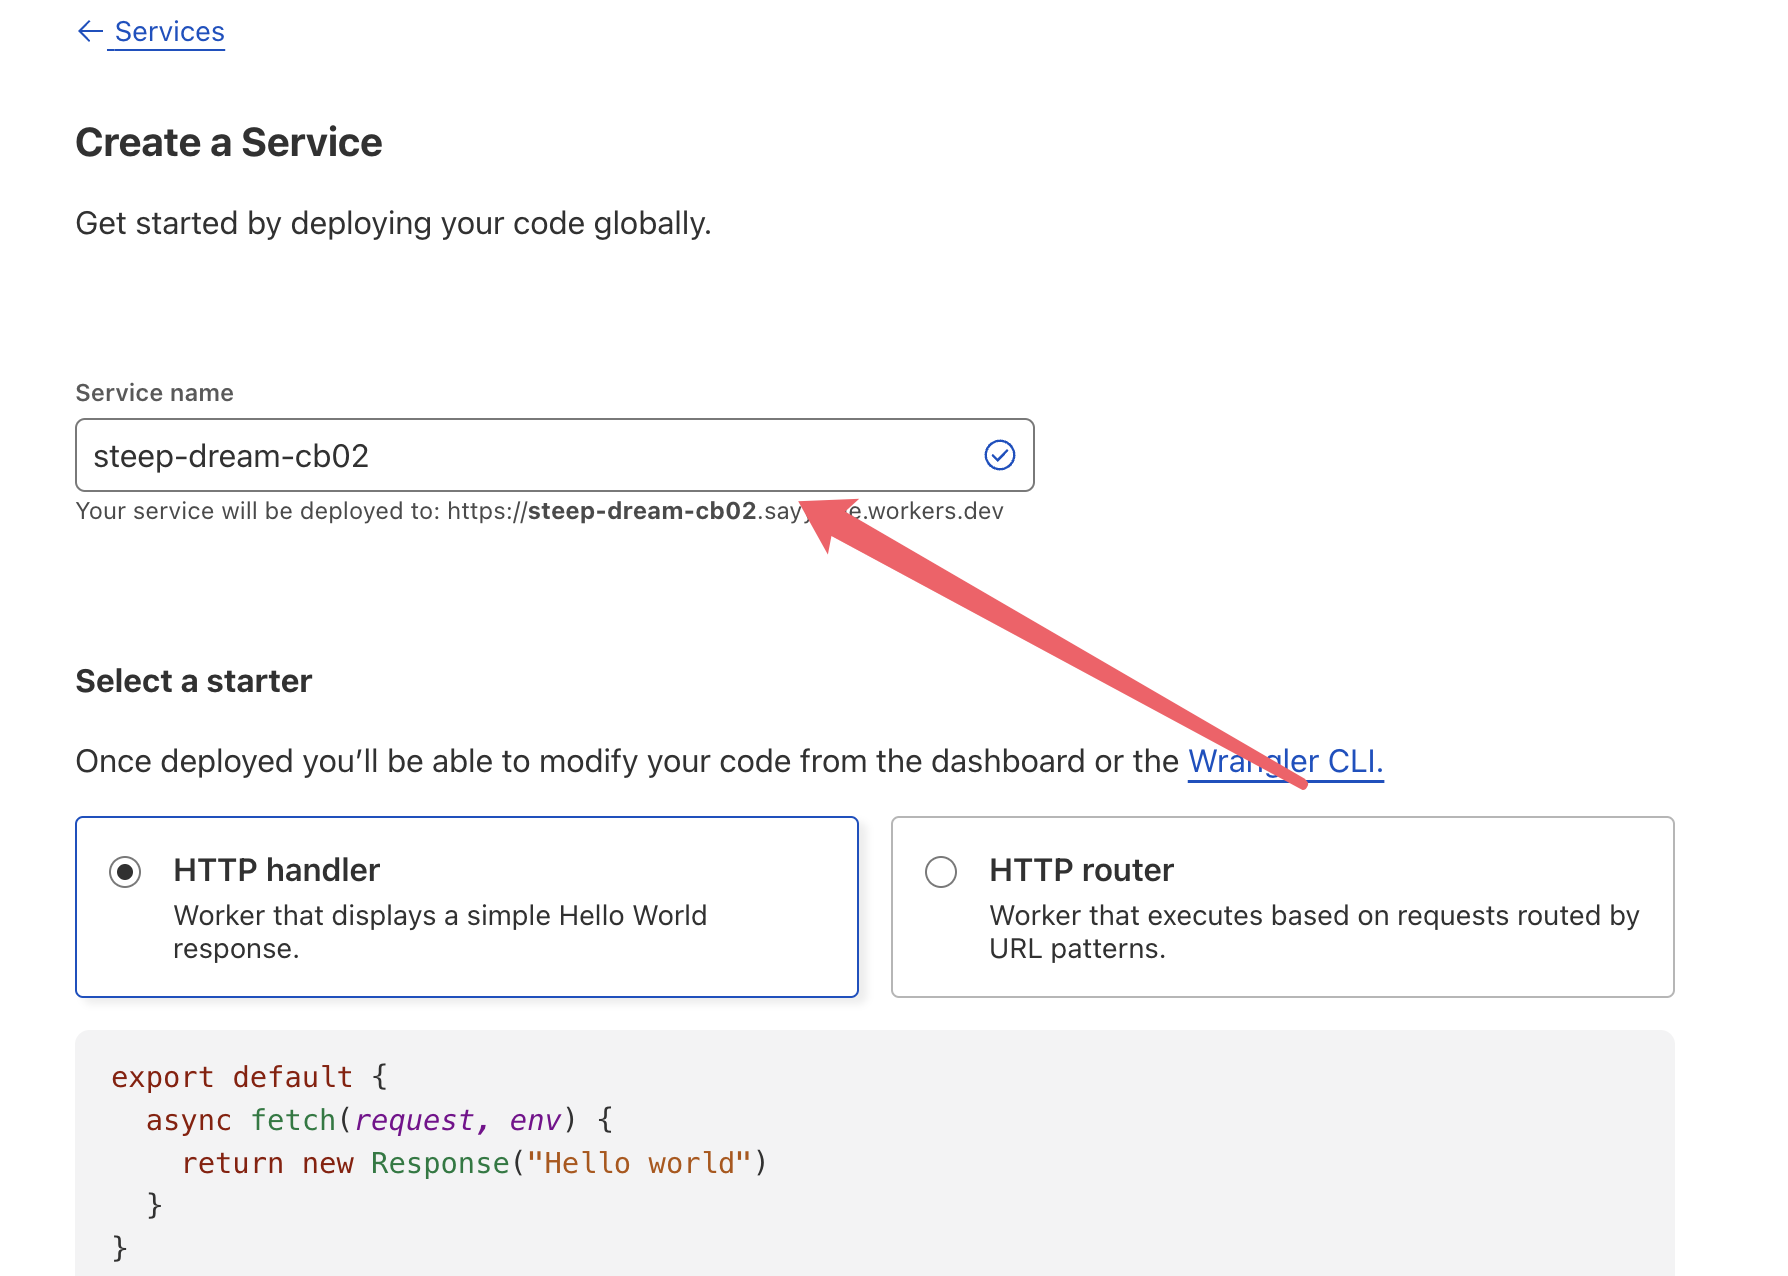 ← Services
Create a Service
Get started by deploying your code globally.
Service name
steep-dream-cb02
Your service will be deployed to: https://steep-dream-cb02.say e.workers.dev
Select a starter
Once deployed you’ll be able to modify your code from the dashboard or the Wrangler CLI.
HTTP handler
Worker that displays a simple Hello World
response.
HTTP router
Worker that executes based on requests routed by
URL patterns.
export default {
  async fetch(request, env) {
    return new Response("Hello world")
  }
}